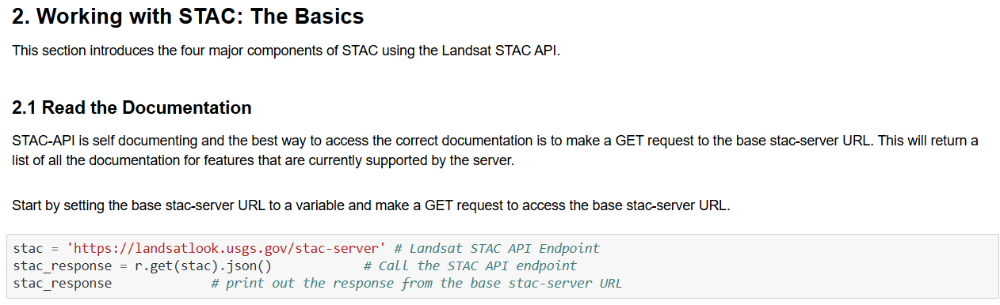 2. Working with STAC: The Basics
This section introduces the four major components of STAC using the Landsat STAC API.
2.1 Read the Documentation
STAC-API is self documenting and the best way to access the correct documentation is to make a GET request to the base stac-server URL. This will return a
list of all the documentation for features that are currently supported by the server.
Start by setting the base stac-server URL to a variable and make a GET request to access the base stac-server URL.
stac = 'https://landsatlook.usgs.gov/stac-server' # Landsat STAC API Endpoint
stac_response = r.get(stac).json()            # Call the STAC API endpoint
stac_response             # print out the response from the base stac-server URL